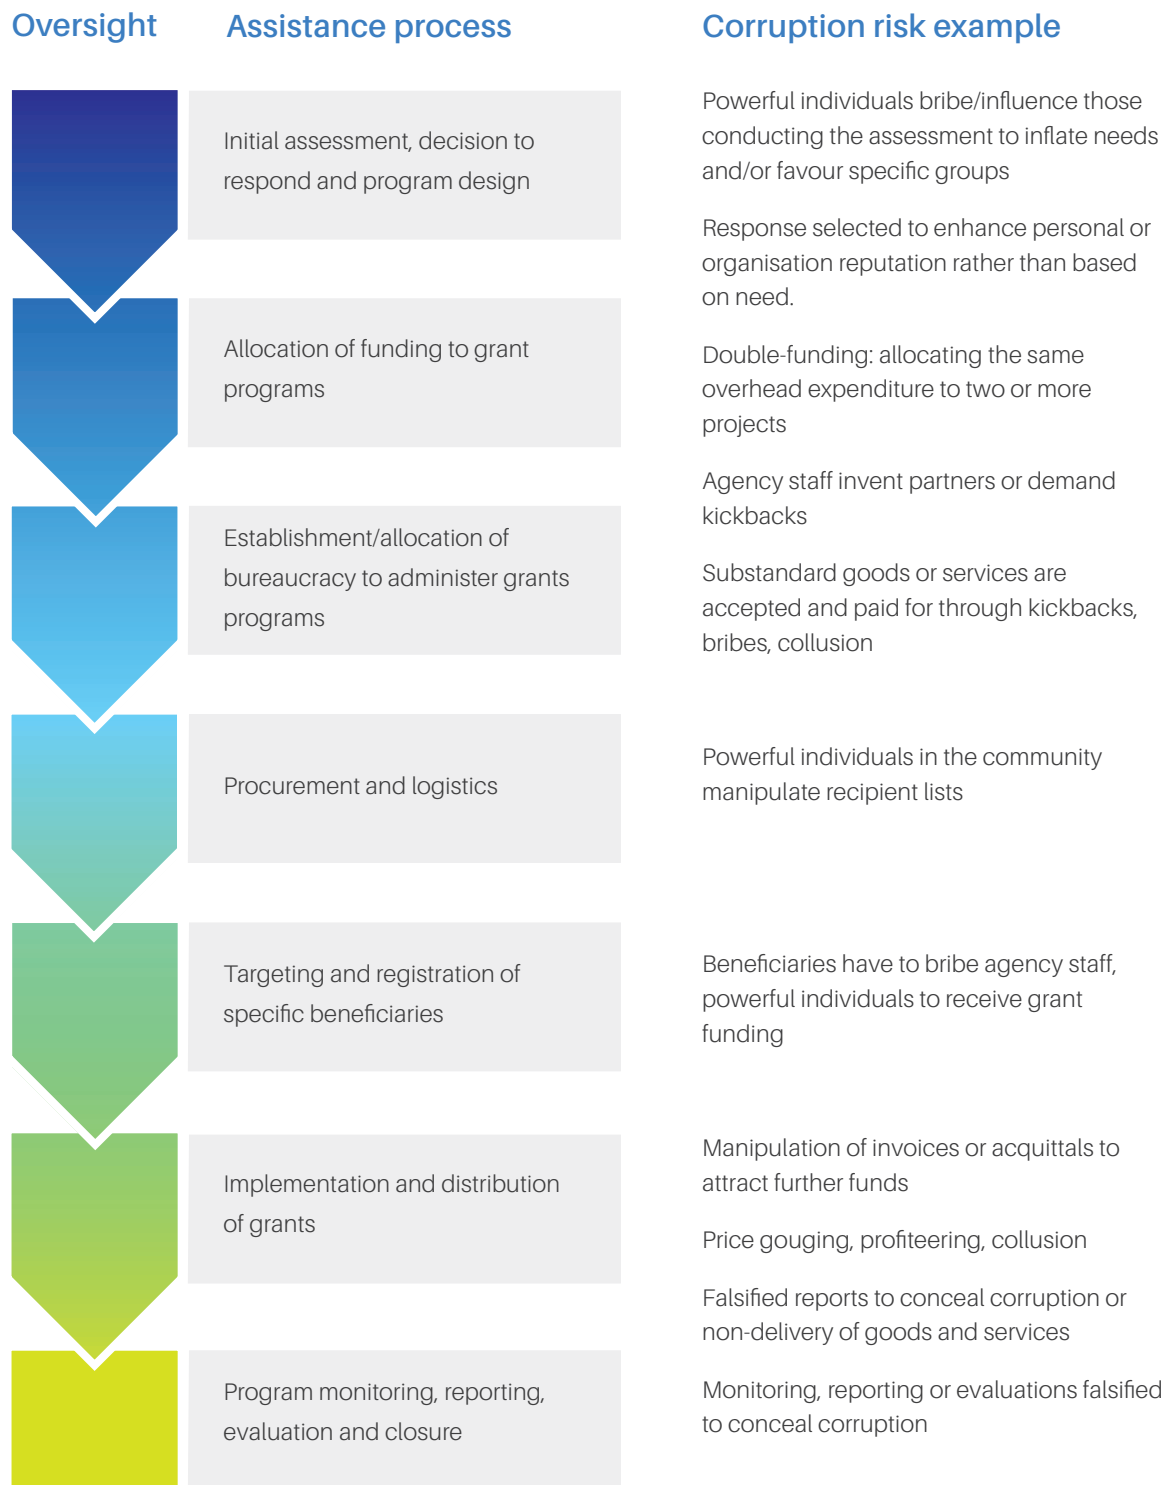 Oversight
Assistance process
Corruption risk example
Initial assessment, decision to
respond and program design
Powerful individuals bribe/influence those
conducting the assessment to inflate needs
and/or favour specific groups
Response selected to enhance personal or
organisation reputation rather than based
on need.
Allocation of funding to grant
programs
Double-funding: allocating the same
overhead expenditure to two or more
projects
Agency staff invent partners or demand
kickbacks
Establishment/allocation of
bureaucracy to administer grants
programs
Substandard goods or services are
accepted and paid for through kickbacks,
bribes, collusion
Procurement and logistics
Powerful individuals in the community
manipulate recipient lists
Targeting and registration of
specific beneficiaries
Beneficiaries have to bribe agency staff,
powerful individuals to receive grant
funding
Implementation and distribution
of grants
Manipulation of invoices or acquittals to
attract further funds
Price gouging, profiteering, collusion
Falsified reports to conceal corruption or
non-delivery of goods and services
Program monitoring, reporting,
evaluation and closure
Monitoring, reporting or evaluations falsified
to conceal corruption